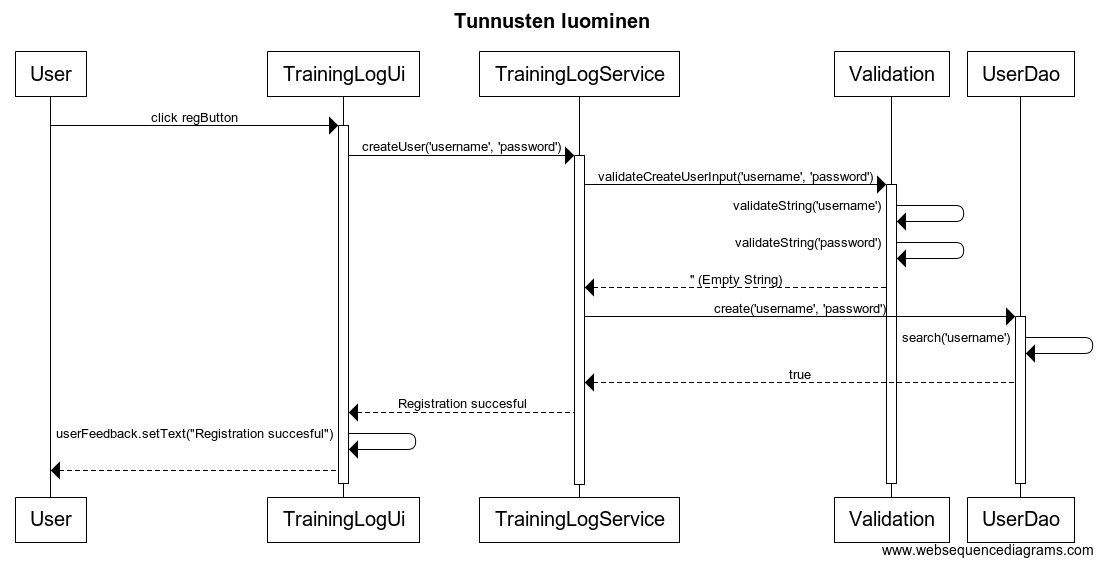 Tunnusten luominen
User
TrainingLogUi
TrainingLogService
Validation
UserDao
click regButton
createUser('username', 'password')
validateCreateUserInput('username', 'password')
validateString('username')
validateString('password')
'' (Empty String)
create('username', 'password')
search('username')
true
Registration succesful
userFeedback.setText("Registration succesful")
User
TrainingLogUi
TrainingLogService
Validation
UserDao
www.websequencediagrams.com